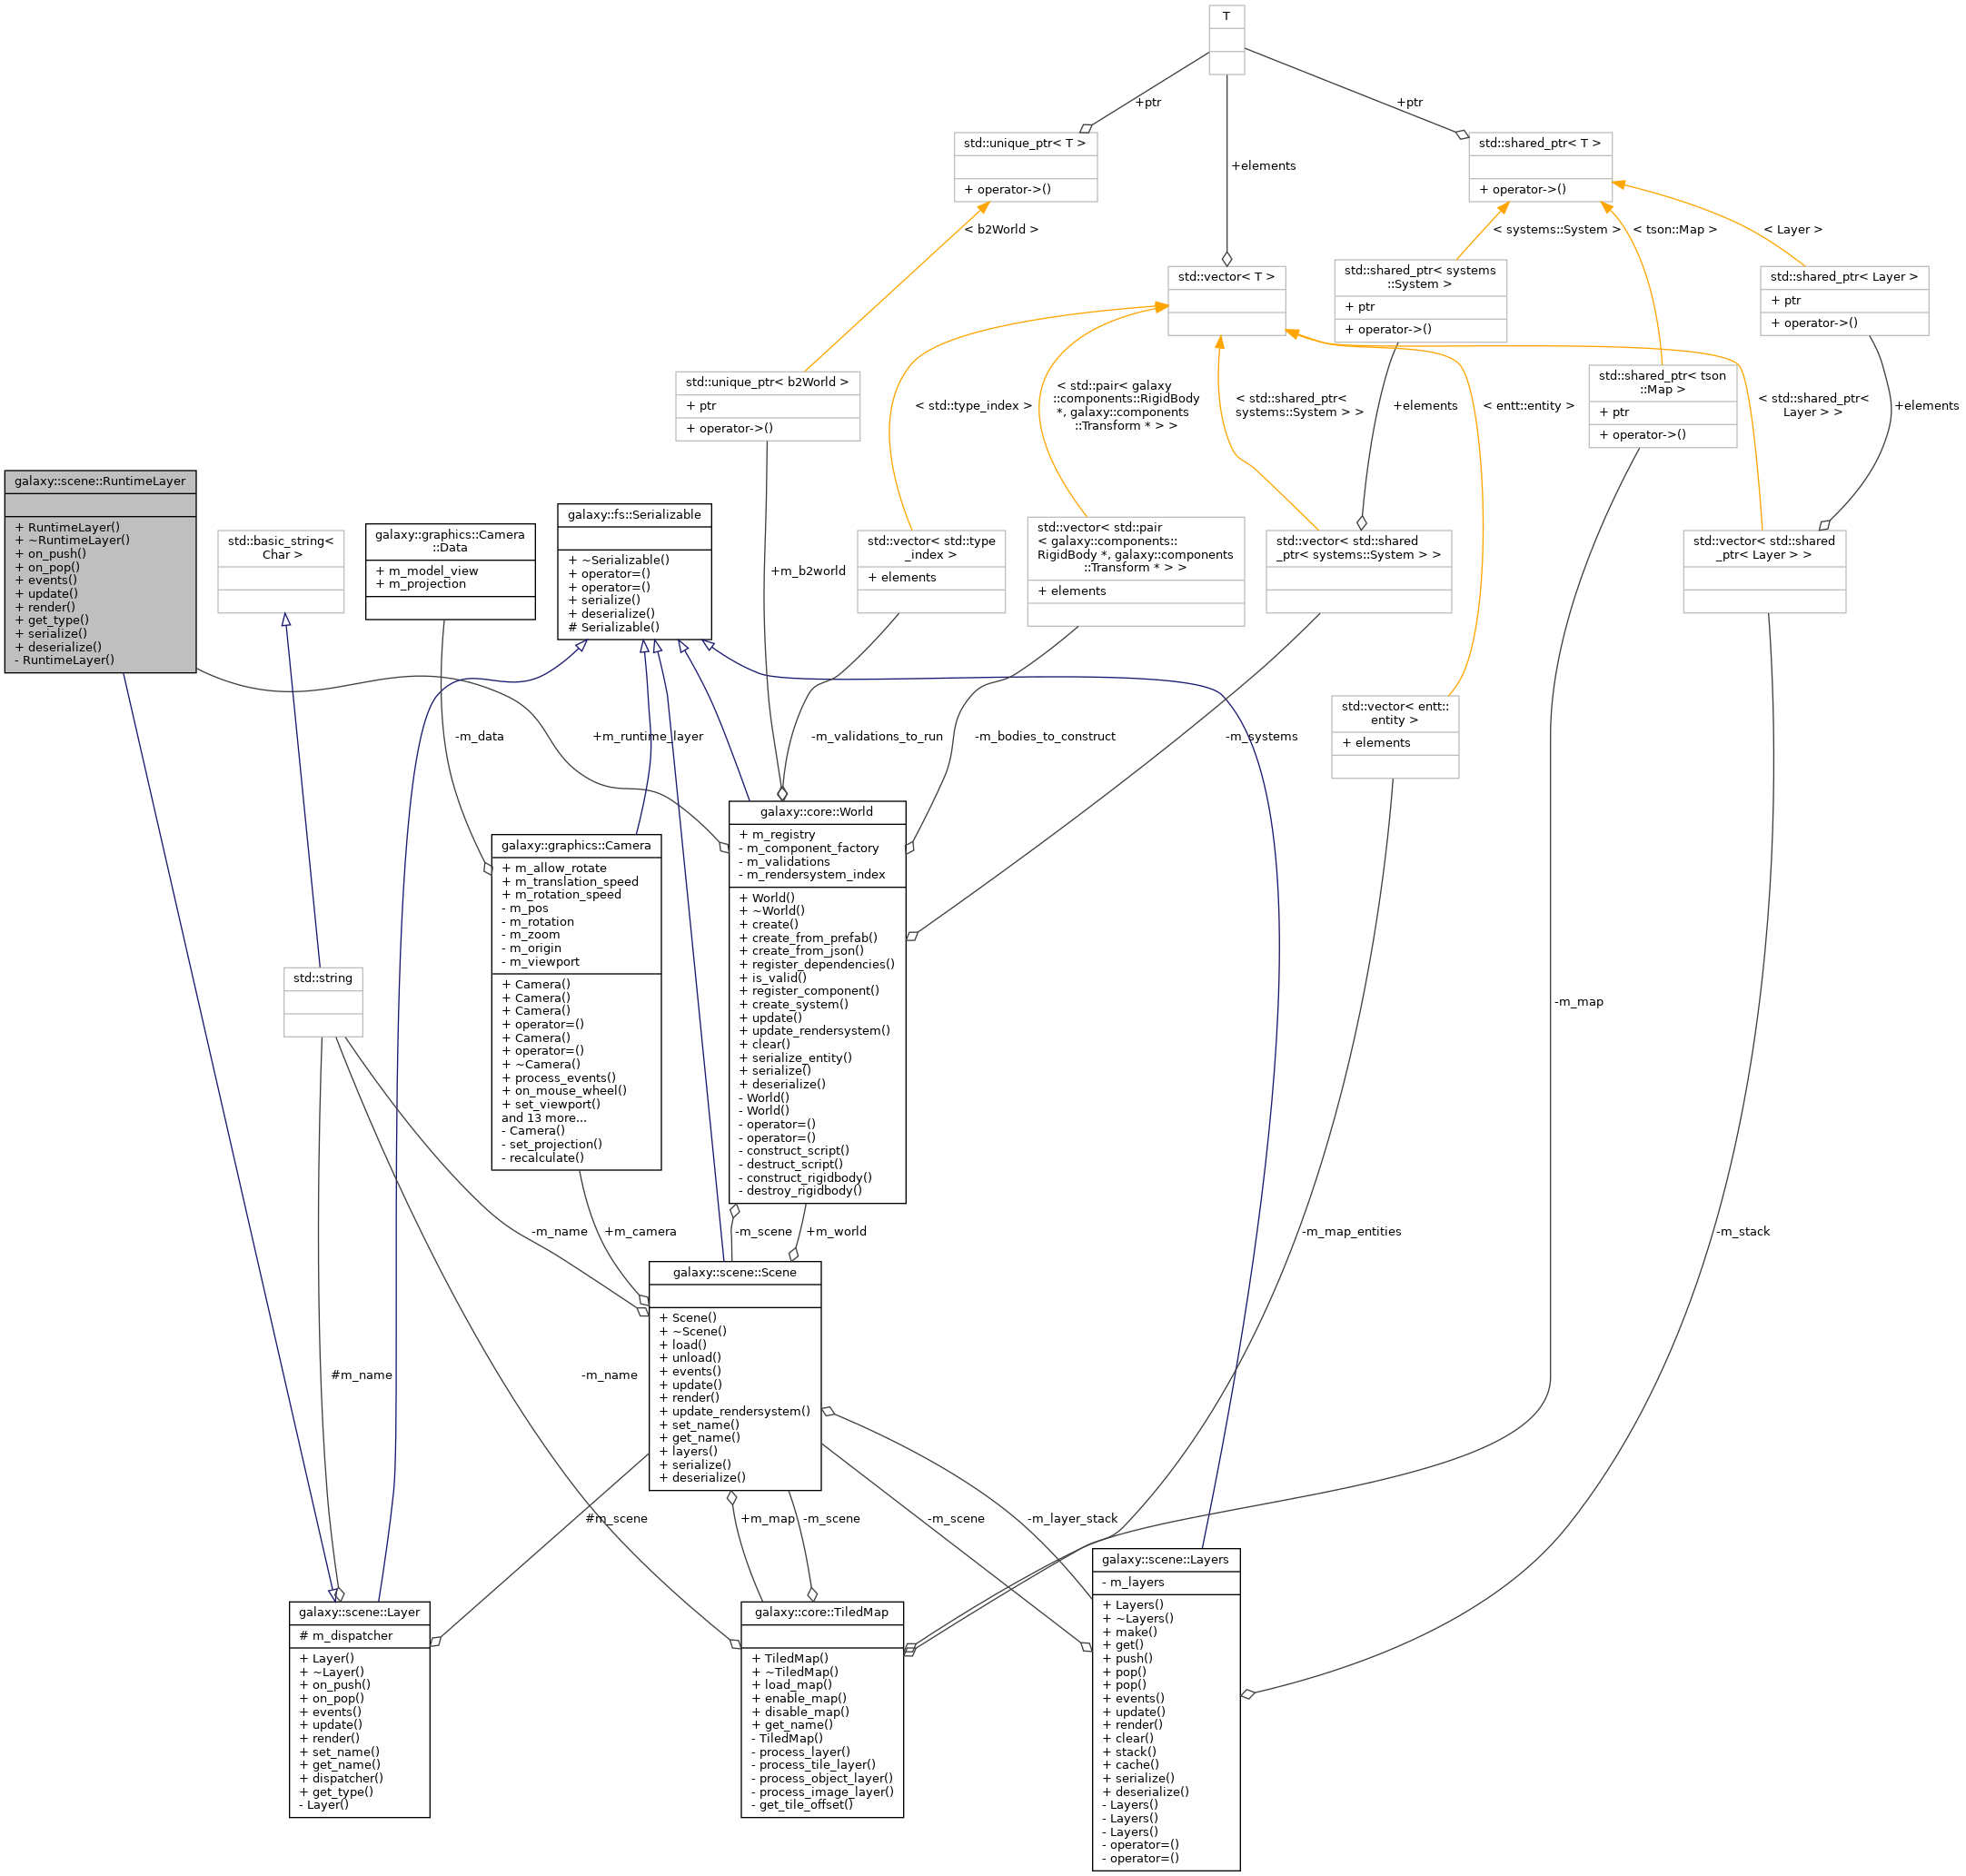 T
+ptr
+ptr
std::unique_ptr< T >
+ operator->()
+elements
std::shared_ptr< T >
+ operator->()
< b2World >
< systems::System >
< tson::Map >
< Layer >
std::vector< T >
std::shared_ptr< systems
::System >
+ ptr
+ operator->()
std::shared_ptr< Layer >
+ ptr
+ operator->()
std::unique_ptr< b2World >
+ ptr
+ operator->()
< std::type_index >
< std::pair< galaxy
::components::RigidBody
*, galaxy::components
::Transform * > >
< std::shared_ptr<
systems::System > >
+elements
< entt::entity >
std::shared_ptr< tson
::Map >
+ ptr
+ operator->()
< std::shared_ptr<
Layer > >
+elements
galaxy::scene::RuntimeLayer
+ RuntimeLayer()
+ ~RuntimeLayer()
+ on_push()
+ on_pop()
+ events()
+ update()
+ render()
+ get_type()
+ serialize()
+ deserialize()
- RuntimeLayer()
std::basic_string<
Char >
galaxy::graphics::Camera
::Data
+ m_model_view
+ m_projection
galaxy::fs::Serializable
+ ~Serializable()
+ operator=()
+ operator=()
+ serialize()
+ deserialize()
# Serializable()
+m_b2world
std::vector< std::type
_index >
+ elements
std::vector< std::pair
< galaxy::components::
RigidBody *, galaxy::components
::Transform * > >
+ elements
std::vector< std::shared
_ptr< systems::System > >
std::vector< std::shared
_ptr< Layer > >
std::vector< entt::
entity >
+ elements
-m_data
+m_runtime_layer
-m_validations_to_run
-m_bodies_to_construct
-m_systems
galaxy::core::World
+ m_registry
- m_component_factory
- m_validations
- m_rendersystem_index
+ World()
+ ~World()
+ create()
+ create_from_prefab()
+ create_from_json()
+ register_dependencies()
+ is_valid()
+ register_component()
+ create_system()
+ update()
+ update_rendersystem()
+ clear()
+ serialize_entity()
+ serialize()
+ deserialize()
- World()
- World()
- operator=()
- operator=()
- construct_script()
- destruct_script()
- construct_rigidbody()
- destroy_rigidbody()
galaxy::graphics::Camera
+ m_allow_rotate
+ m_translation_speed
+ m_rotation_speed
- m_pos
- m_rotation
- m_zoom
- m_origin
- m_viewport
+ Camera()
+ Camera()
+ Camera()
+ operator=()
+ Camera()
+ operator=()
+ ~Camera()
+ process_events()
+ on_mouse_wheel()
+ set_viewport()
and 13 more...
- Camera()
- set_projection()
- recalculate()
std::string
-m_map
-m_name
+m_camera
-m_scene
+m_world
-m_map_entities
-m_stack
galaxy::scene::Scene
+ Scene()
+ ~Scene()
+ load()
+ unload()
+ events()
+ update()
+ render()
+ update_rendersystem()
+ set_name()
+ get_name()
+ layers()
+ serialize()
+ deserialize()
#m_name
-m_name
#m_scene
+m_map
-m_scene
-m_scene
-m_layer_stack
galaxy::scene::Layer
# m_dispatcher
+ Layer()
+ ~Layer()
+ on_push()
+ on_pop()
+ events()
+ update()
+ render()
+ set_name()
+ get_name()
+ dispatcher()
+ get_type()
- Layer()
galaxy::core::TiledMap
+ TiledMap()
+ ~TiledMap()
+ load_map()
+ enable_map()
+ disable_map()
+ get_name()
- TiledMap()
- process_layer()
- process_tile_layer()
- process_object_layer()
- process_image_layer()
- get_tile_offset()
galaxy::scene::Layers
- m_layers
+ Layers()
+ ~Layers()
+ make()
+ get()
+ push()
+ pop()
+ pop()
+ events()
+ update()
+ render()
+ clear()
+ stack()
+ cache()
+ serialize()
+ deserialize()
- Layers()
- Layers()
- Layers()
- operator=()
- operator=()